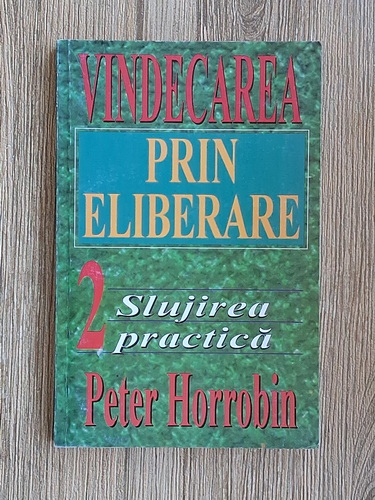 VINDECAREA
PRIN
ELIBERARE
2 Slujirea
practică
Peter Horrobin